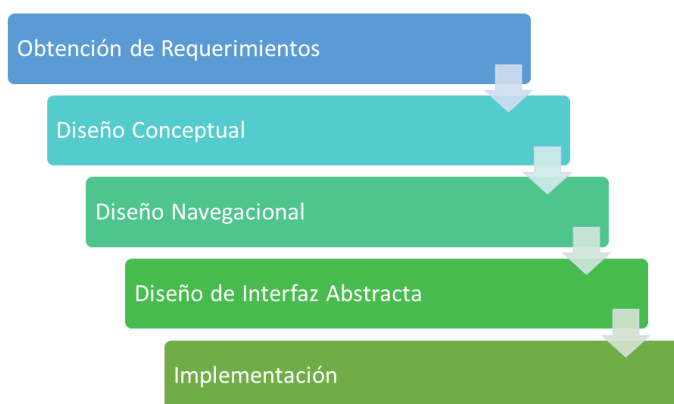 Obtención de Requerimientos
Diseño Conceptual
Diseño Navegacional
Diseño de Interfaz Abstracta
Implementación